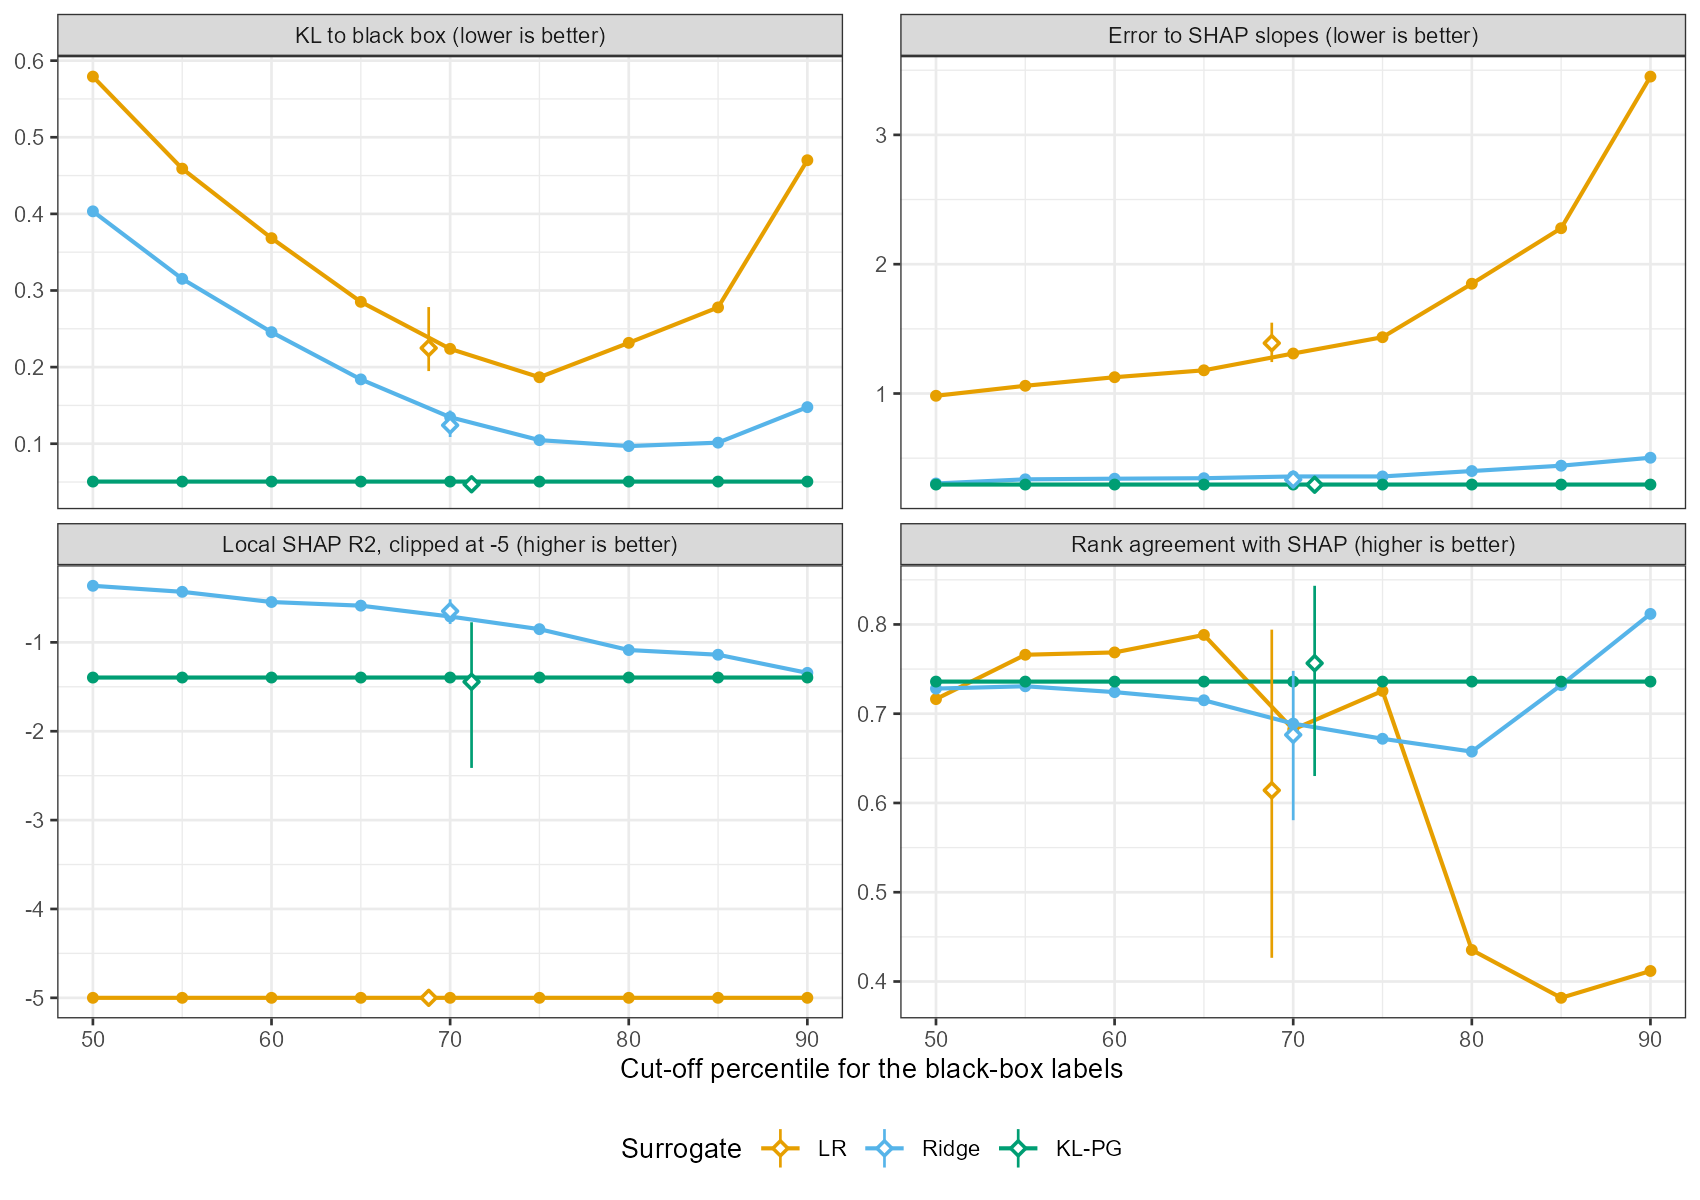 KL to black box (lower is better)
0.6
0.5
0.4
0.3
0.2
0.1
Error to SHAP slopes (lower is better)
3
2
1
Local SHAP R2, clipped at -5 (higher is better)
-1
-2
-3
-4
-5
50 60 70 80 90
Rank agreement with SHAP (higher is better)
0.8
0.7
0.6
0.5
0.4
50 60 70 80 90
Cut-off percentile for the black-box labels
Surrogate LR Ridge KL-PG